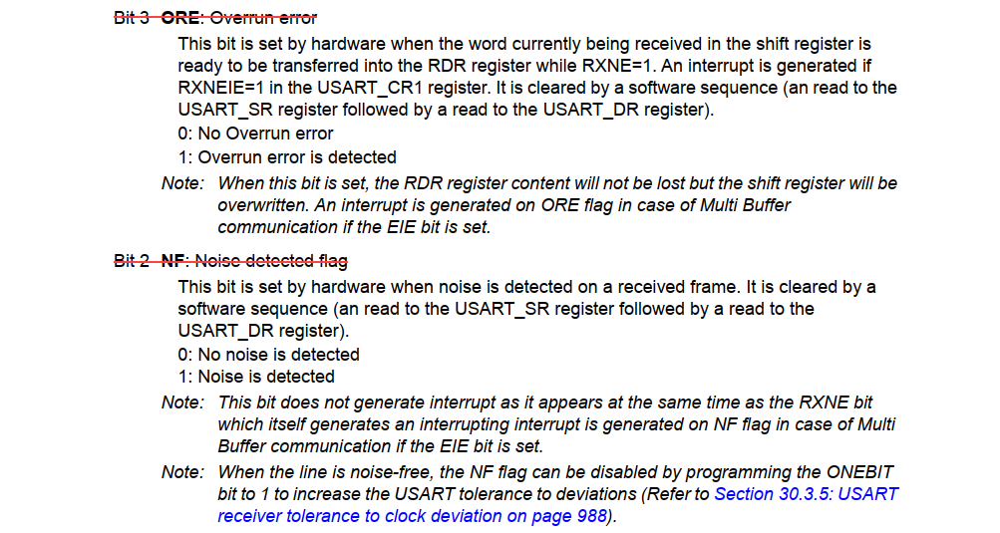 Bit 3 ORE: Overrun error
This bit is set by hardware when the word currently being received in the shift register is
ready to be transferred into the RDR register while RXNE=1. An interrupt is generated if
RXNEIE=1 in the USART_CR1 register. It is cleared by a software sequence (an read to the
USART_SR register followed by a read to the USART_DR register).
0: No Overrun error
1: Overrun error is detected
Note: When this bit is set, the RDR register content will not be lost but the shift register will be
overwritten. An interrupt is generated on ORE flag in case of Multi Buffer
communication if the EIE bit is set.
Bit 2 NF: Noise detected flag
This bit is set by hardware when noise is detected on a received frame. It is cleared by a
software sequence (an read to the USART_SR register followed by a read to the
USART_DR register).
0: No noise is detected
1: Noise is detected
Note: This bit does not generate interrupt as it appears at the same time as the RXNE bit
which itself generates an interrupting interrupt is generated on NF flag in case of Multi
Buffer communication if the EIE bit is set.
Note: When the line is noise-free, the NF flag can be disabled by programming the ONEBIT
bit to 1 to increase the USART tolerance to deviations (Refer to Section 30.3.5: USART
receiver tolerance to clock deviation on page 988).